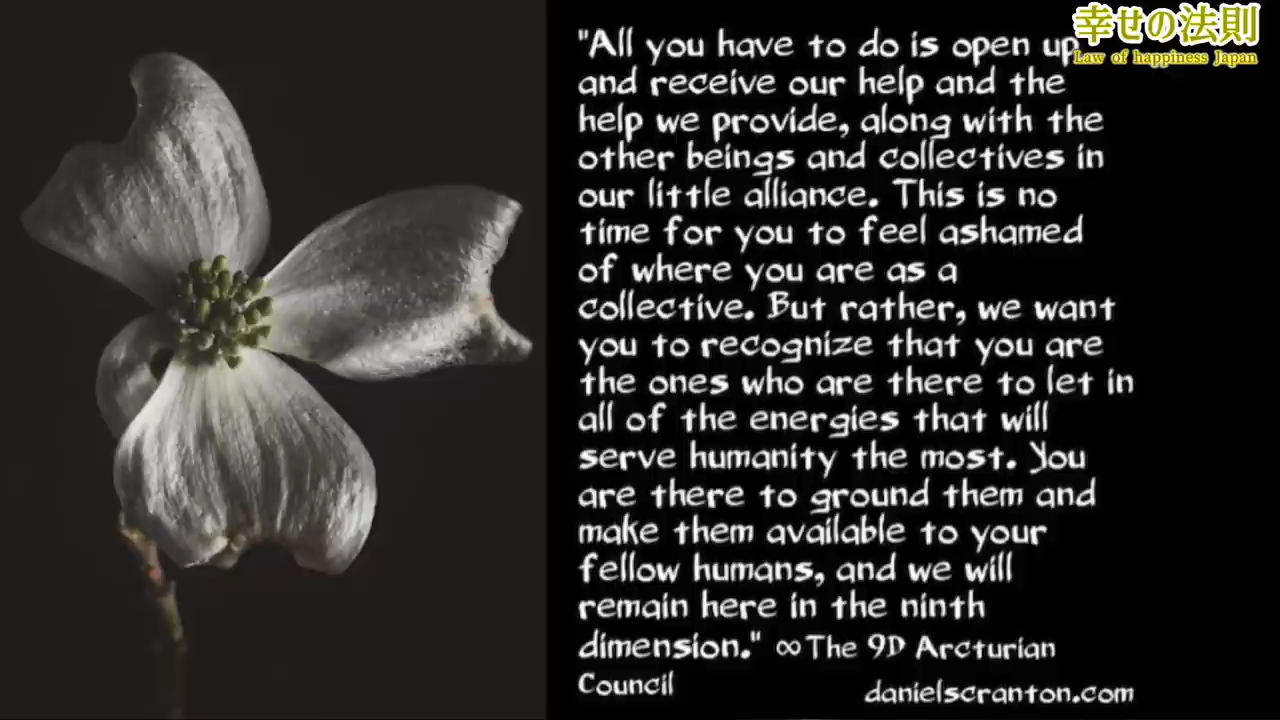 幸せの法則
Law of happiness Japan
"All you have to do is open up
and receive our help and the
help we provide, along with the
other beings and collectives in
our little alliance. This is no
time for you to feel ashamed
of where you are as a
collective. But rather, we want
you to recognize that you are
the ones who are there to let in
all of the energies that will
serve humanity the most. You
are there to ground them and
make them available to your
fellow humans, and we will
remain here in the ninth
dimension." ∞The 9D Arcturian
Council
danielscranton.com